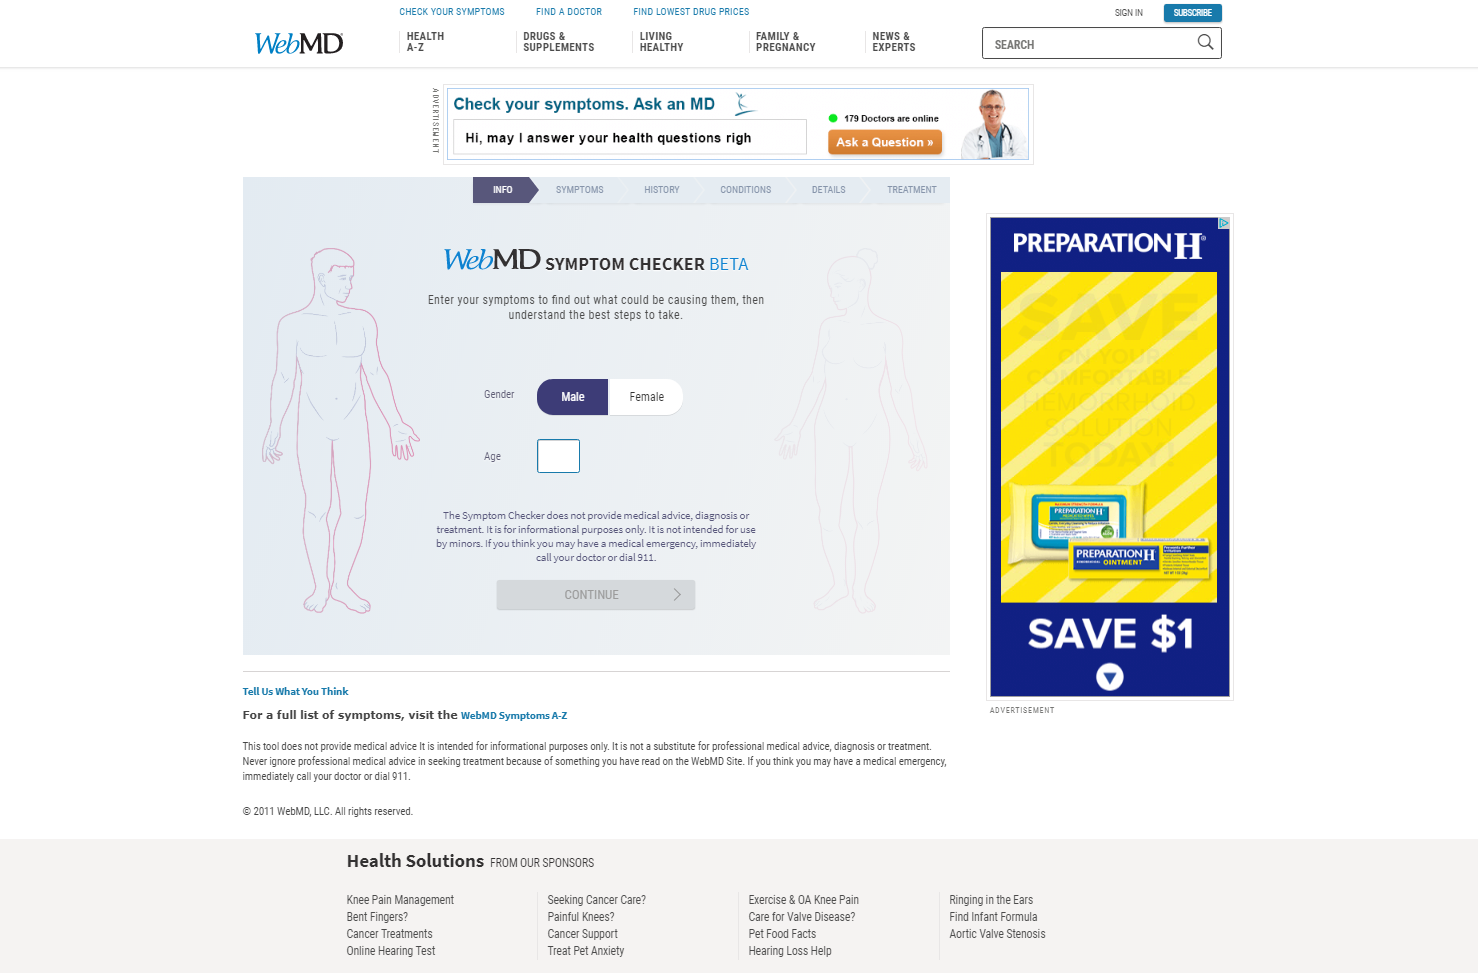 CHECK YOUR SYMPTOMS
FIND A DOCTOR
FIND LOWEST DRUG PRICES
SIGN IN
SUBSCRIBE
WebMD
HEALTH
A-Z
DRUGS &
SUPPLEMENTS
LIVING
HEALTHY
FAMILY &
PREGNANCY
NEWS &
EXPERTS
SEARCH
ADVERTISEMENT
Check your symptoms. Ask an MD
Hi, may I answer your health questions righ
179 Doctors are online
Ask a Question »
INFO
SYMPTOMS
HISTORY
CONDITIONS
DETAILS
TREATMENT
WebMD SYMPTOM CHECKER BETA
Enter your symptoms to find out what could be causing them, then
understand the best steps to take.
Gender
Male
Female
Age
The Symptom Checker does not provide medical advice, diagnosis or
treatment. It is for informational purposes only. It is not intended for use
by minors. If you think you may have a medical emergency, immediately
call your doctor or dial 911.
CONTINUE
PREPARATION H®
SAVE
ON YOUR
COMFORTABLE
HEMORRHOID
SOLUTION
TODAY!
PREPARATION H
PREPARATION H
OINTMENT
SAVE $1
ADVERTISEMENT
Tell Us What You Think
For a full list of symptoms, visit the WebMD Symptoms A-Z
This tool does not provide medical advice It is intended for informational purposes only. It is not a substitute for professional medical advice, diagnosis or treatment.
Never ignore professional medical advice in seeking treatment because of something you have read on the WebMD Site. If you think you may have a medical emergency,
immediately call your doctor or dial 911.
© 2011 WebMD, LLC. All rights reserved.
Health Solutions FROM OUR SPONSORS
Knee Pain Management
Bent Fingers?
Cancer Treatments
Online Hearing Test
Seeking Cancer Care?
Painful Knees?
Cancer Support
Treat Pet Anxiety
Exercise & OA Knee Pain
Care for Valve Disease?
Pet Food Facts
Hearing Loss Help
Ringing in the Ears
Find Infant Formula
Aortic Valve Stenosis